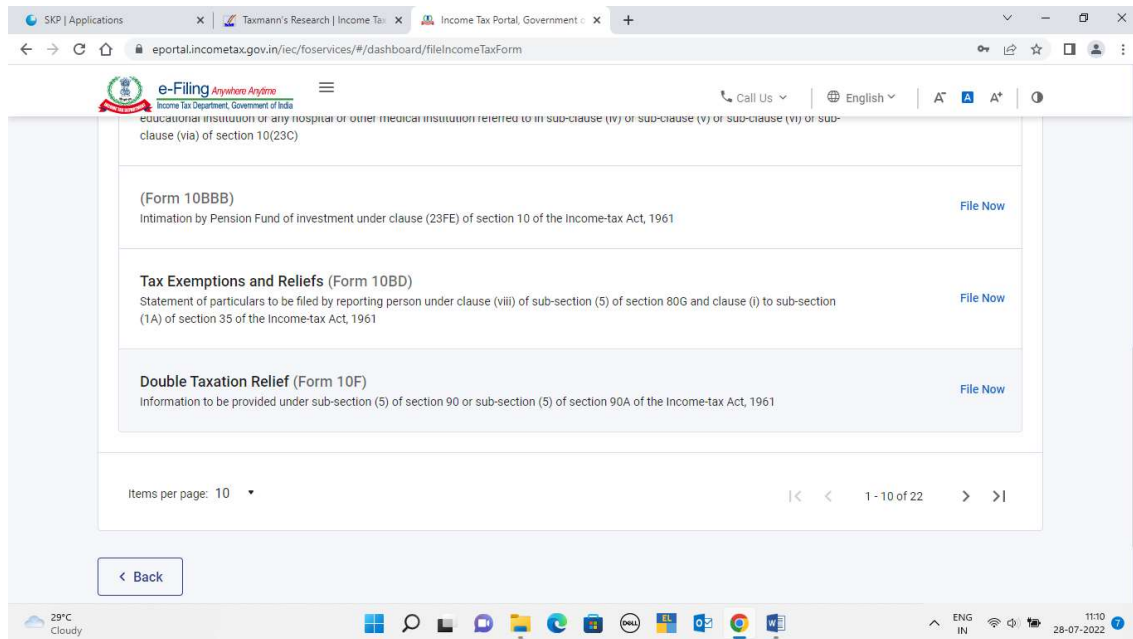 SKP | Applications
Taxmann's Research | Income Tax
Income Tax Portal, Government o
eportal.incometax.gov.in/iec/foservices/#/dashboard/fileIncomeTaxForm
e-Filing Anywhere Anytime
Income Tax Department, Government of India
Call Us
English
A-
A
A+
educational institution or any hospital or other medical institution referred to in sub-clause (iv) or sub-clause (v) or sub-clause (vi) or sub-
clause (via) of section 10(23C)
(Form 10BBB)
Intimation by Pension Fund of investment under clause (23FE) of section 10 of the Income-tax Act, 1961
File Now
Tax Exemptions and Reliefs (Form 10BD)
Statement of particulars to be filed by reporting person under clause (viii) of sub-section (5) of section 80G and clause (i) to sub-section
(1A) of section 35 of the Income-tax Act, 1961
File Now
Double Taxation Relief (Form 10F)
Information to be provided under sub-section (5) of section 90 or sub-section (5) of section 90A of the Income-tax Act, 1961
File Now
Items per page: 10
1 - 10 of 22
Back
29°C
Cloudy
DELL
EL
ENG
IN
11:10
28-07-2022
7